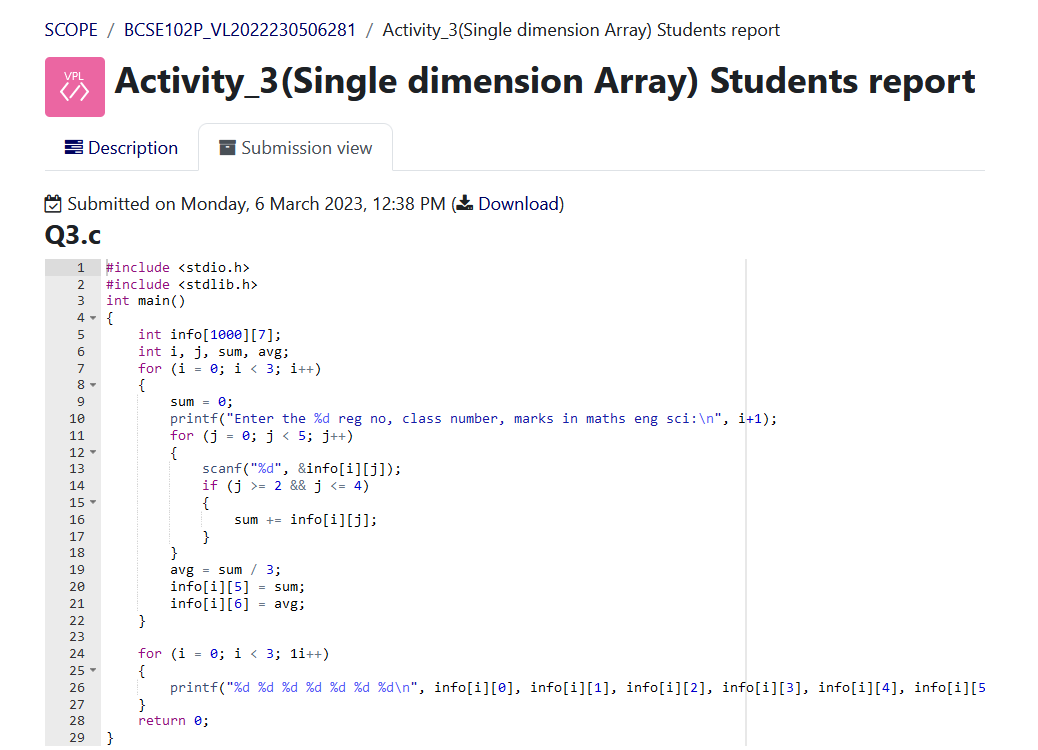 SCOPE / BCSE102P_VL2022230506281 / Activity_3(Single dimension Array) Students report
VPL
Activity_3(Single dimension Array) Students report
Description
Submission view
Submitted on Monday, 6 March 2023, 12:38 PM (Download)
Q3.c
1 #include <stdio.h>
2 #include <stdlib.h>
3 int main()
4 {
5     int info[1000][7];
6     int i, j, sum, avg;
7     for (i = 0; i < 3; i++)
8     {
9         sum = 0;
10         printf("Enter the %d reg no, class number, marks in maths eng sci:\n", i+1);
11         for (j = 0; j < 5; j++)
12         {
13             scanf("%d", &info[i][j]);
14             if (j >= 2 && j <= 4)
15             {
16                 sum += info[i][j];
17             }
18         }
19         avg = sum / 3;
20         info[i][5] = sum;
21         info[i][6] = avg;
22     }
23
24     for (i = 0; i < 3; 1i++)
25     {
26         printf("%d %d %d %d %d %d %d\n", info[i][0], info[i][1], info[i][2], info[i][3], info[i][4], info[i][5
27     }
28     return 0;
29 }